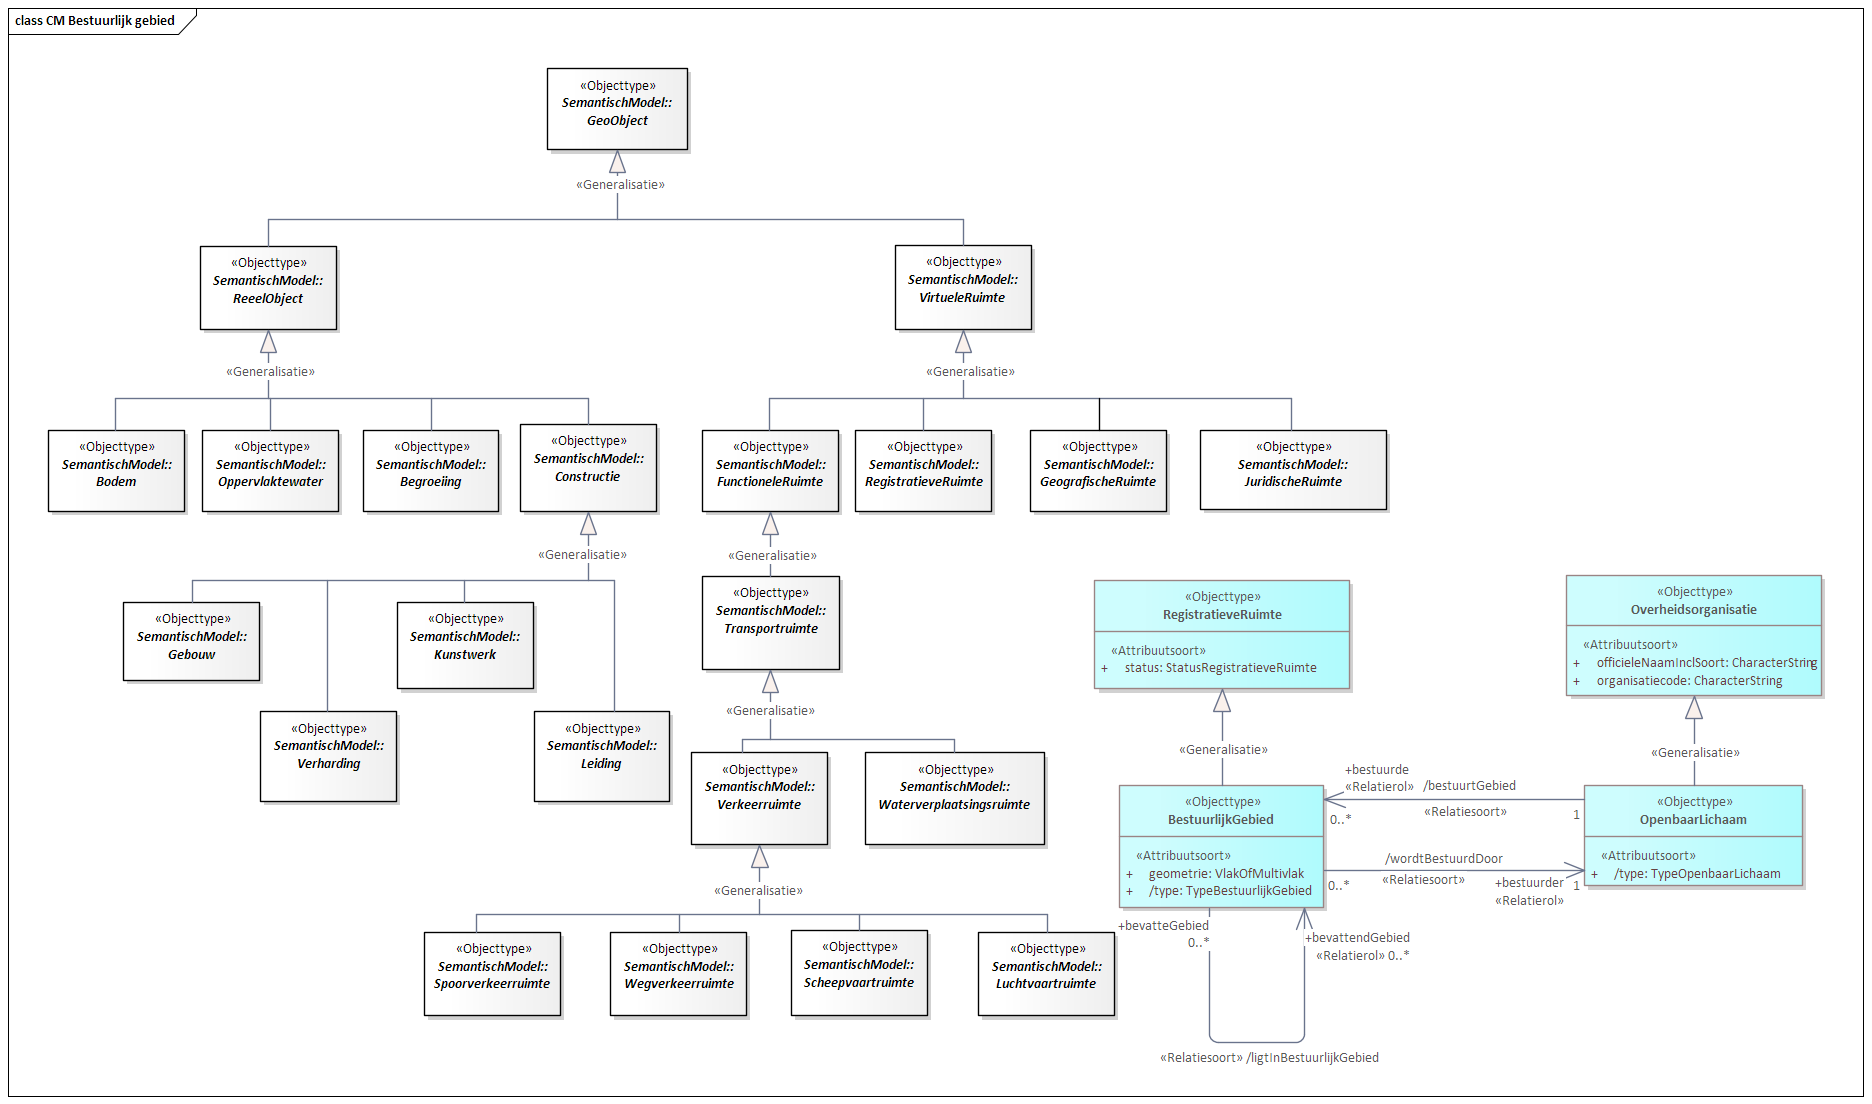 class CM Bestuurlijk gebied
«Objecttype»
SemantischModel::
GeoObject
«Generalisatie»
«Objecttype»
SemantischModel::
ReeelObject
«Objecttype»
SemantischModel::
VirtueleRuimte
«Generalisatie»
«Generalisatie»
«Objecttype»
SemantischModel::
Bodem
«Objecttype»
SemantischModel::
Oppervlaktewater
«Objecttype»
SemantischModel::
Begroeiing
«Objecttype»
SemantischModel::
Constructie
«Objecttype»
SemantischModel::
FunctioneleRuimte
«Objecttype»
SemantischModel::
RegistratieveRuimte
«Objecttype»
SemantischModel::
GeografischeRuimte
«Objecttype»
SemantischModel::
JuridischeRuimte
«Generalisatie»
«Generalisatie»
«Objecttype»
SemantischModel::
Gebouw
«Objecttype»
SemantischModel::
Kunstwerk
«Objecttype»
SemantischModel::
Transportruimte
«Objecttype»
RegistratieveRuimte
«Attribuutsoort»
+ status: StatusRegistratieveRuimte
«Objecttype»
Overheidsorganisatie
«Attribuutsoort»
+ officieleNaamInclSoort: CharacterString
+ organisatiecode: CharacterString
«Objecttype»
SemantischModel::
Verharding
«Objecttype»
SemantischModel::
Leiding
«Generalisatie»
«Generalisatie»
«Generalisatie»
«Objecttype»
SemantischModel::
Verkeerruimte
«Objecttype»
SemantischModel::
Waterverplaatsingsruimte
«Objecttype»
BestuurlijkGebied
«Attribuutsoort»
+ geometrie: VlakOfMultivlak
+ /type: TypeBestuurlijkGebied
+bestuurde
«Relatierol»
/bestuurtGebied
0..*
«Relatiesoort»
1
/wordtBestuurdDoor
0..*
«Relatiesoort»
+bestuurder
«Relatierol»
1
«Objecttype»
OpenbaarLichaam
«Attribuutsoort»
+ /type: TypeOpenbaarLichaam
«Generalisatie»
+bevatteGebied
0..*
+bevattendGebied
«Relatierol» 0..*
«Objecttype»
SemantischModel::
Spoorverkeerruimte
«Objecttype»
SemantischModel::
Wegverkeerruimte
«Objecttype»
SemantischModel::
Scheepvaartruimte
«Objecttype»
SemantischModel::
Luchtvaartruimte
«Relatiesoort» /ligtInBestuurlijkGebied